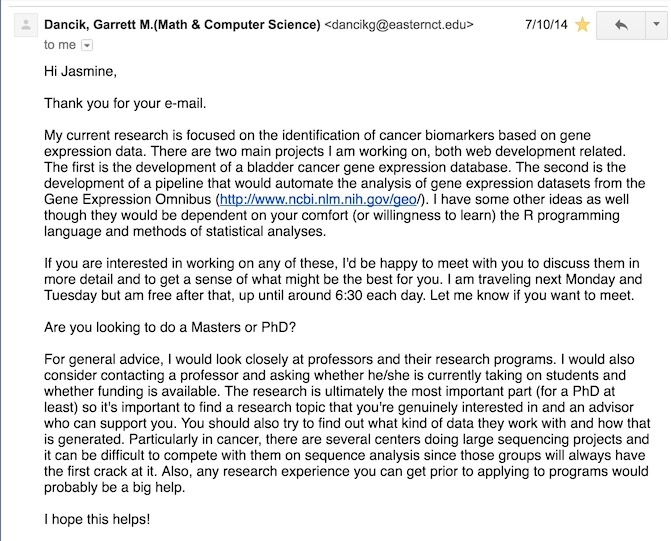 Dancik, Garrett M.(Math & Computer Science) <dancikg@easternct.edu> 7/10/14
to me
Hi Jasmine,
Thank you for your e-mail.
My current research is focused on the identification of cancer biomarkers based on gene
expression data. There are two main projects I am working on, both web development related.
The first is the development of a bladder cancer gene expression database. The second is the
development of a pipeline that would automate the analysis of gene expression datasets from the
Gene Expression Omnibus (http://www.ncbi.nlm.nih.gov/geo/). I have some other ideas as well
though they would be dependent on your comfort (or willingness to learn) the R programming
language and methods of statistical analyses.
If you are interested in working on any of these, I'd be happy to meet with you to discuss them in
more detail and to get a sense of what might be the best for you. I am traveling next Monday and
Tuesday but am free after that, up until around 6:30 each day. Let me know if you want to meet.
Are you looking to do a Masters or PhD?
For general advice, I would look closely at professors and their research programs. I would also
consider contacting a professor and asking whether he/she is currently taking on students and
whether funding is available. The research is ultimately the most important part (for a PhD at
least) so it's important to find a research topic that you're genuinely interested in and an advisor
who can support you. You should also try to find out what kind of data they work with and how that
is generated. Particularly in cancer, there are several centers doing large sequencing projects and
it can be difficult to compete with them on sequence analysis since those groups will always have
the first crack at it. Also, any research experience you can get prior to applying to programs would
probably be a big help.
I hope this helps!